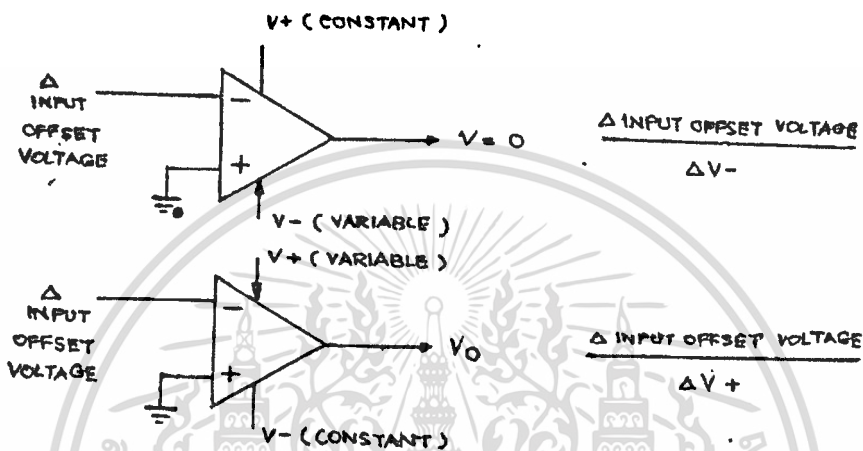 V+ (CONSTANT)
Δ
INPUT
OFFSET
VOLTAGE
−
+
V = 0
Δ INPUT OFFSET VOLTAGE
ΔV−
V− (VARIABLE)
V+ (VARIABLE)
Δ
INPUT
OFFSET
VOLTAGE
−
+
VO
Δ INPUT OFFSET VOLTAGE
ΔV+
V− (CONSTANT)